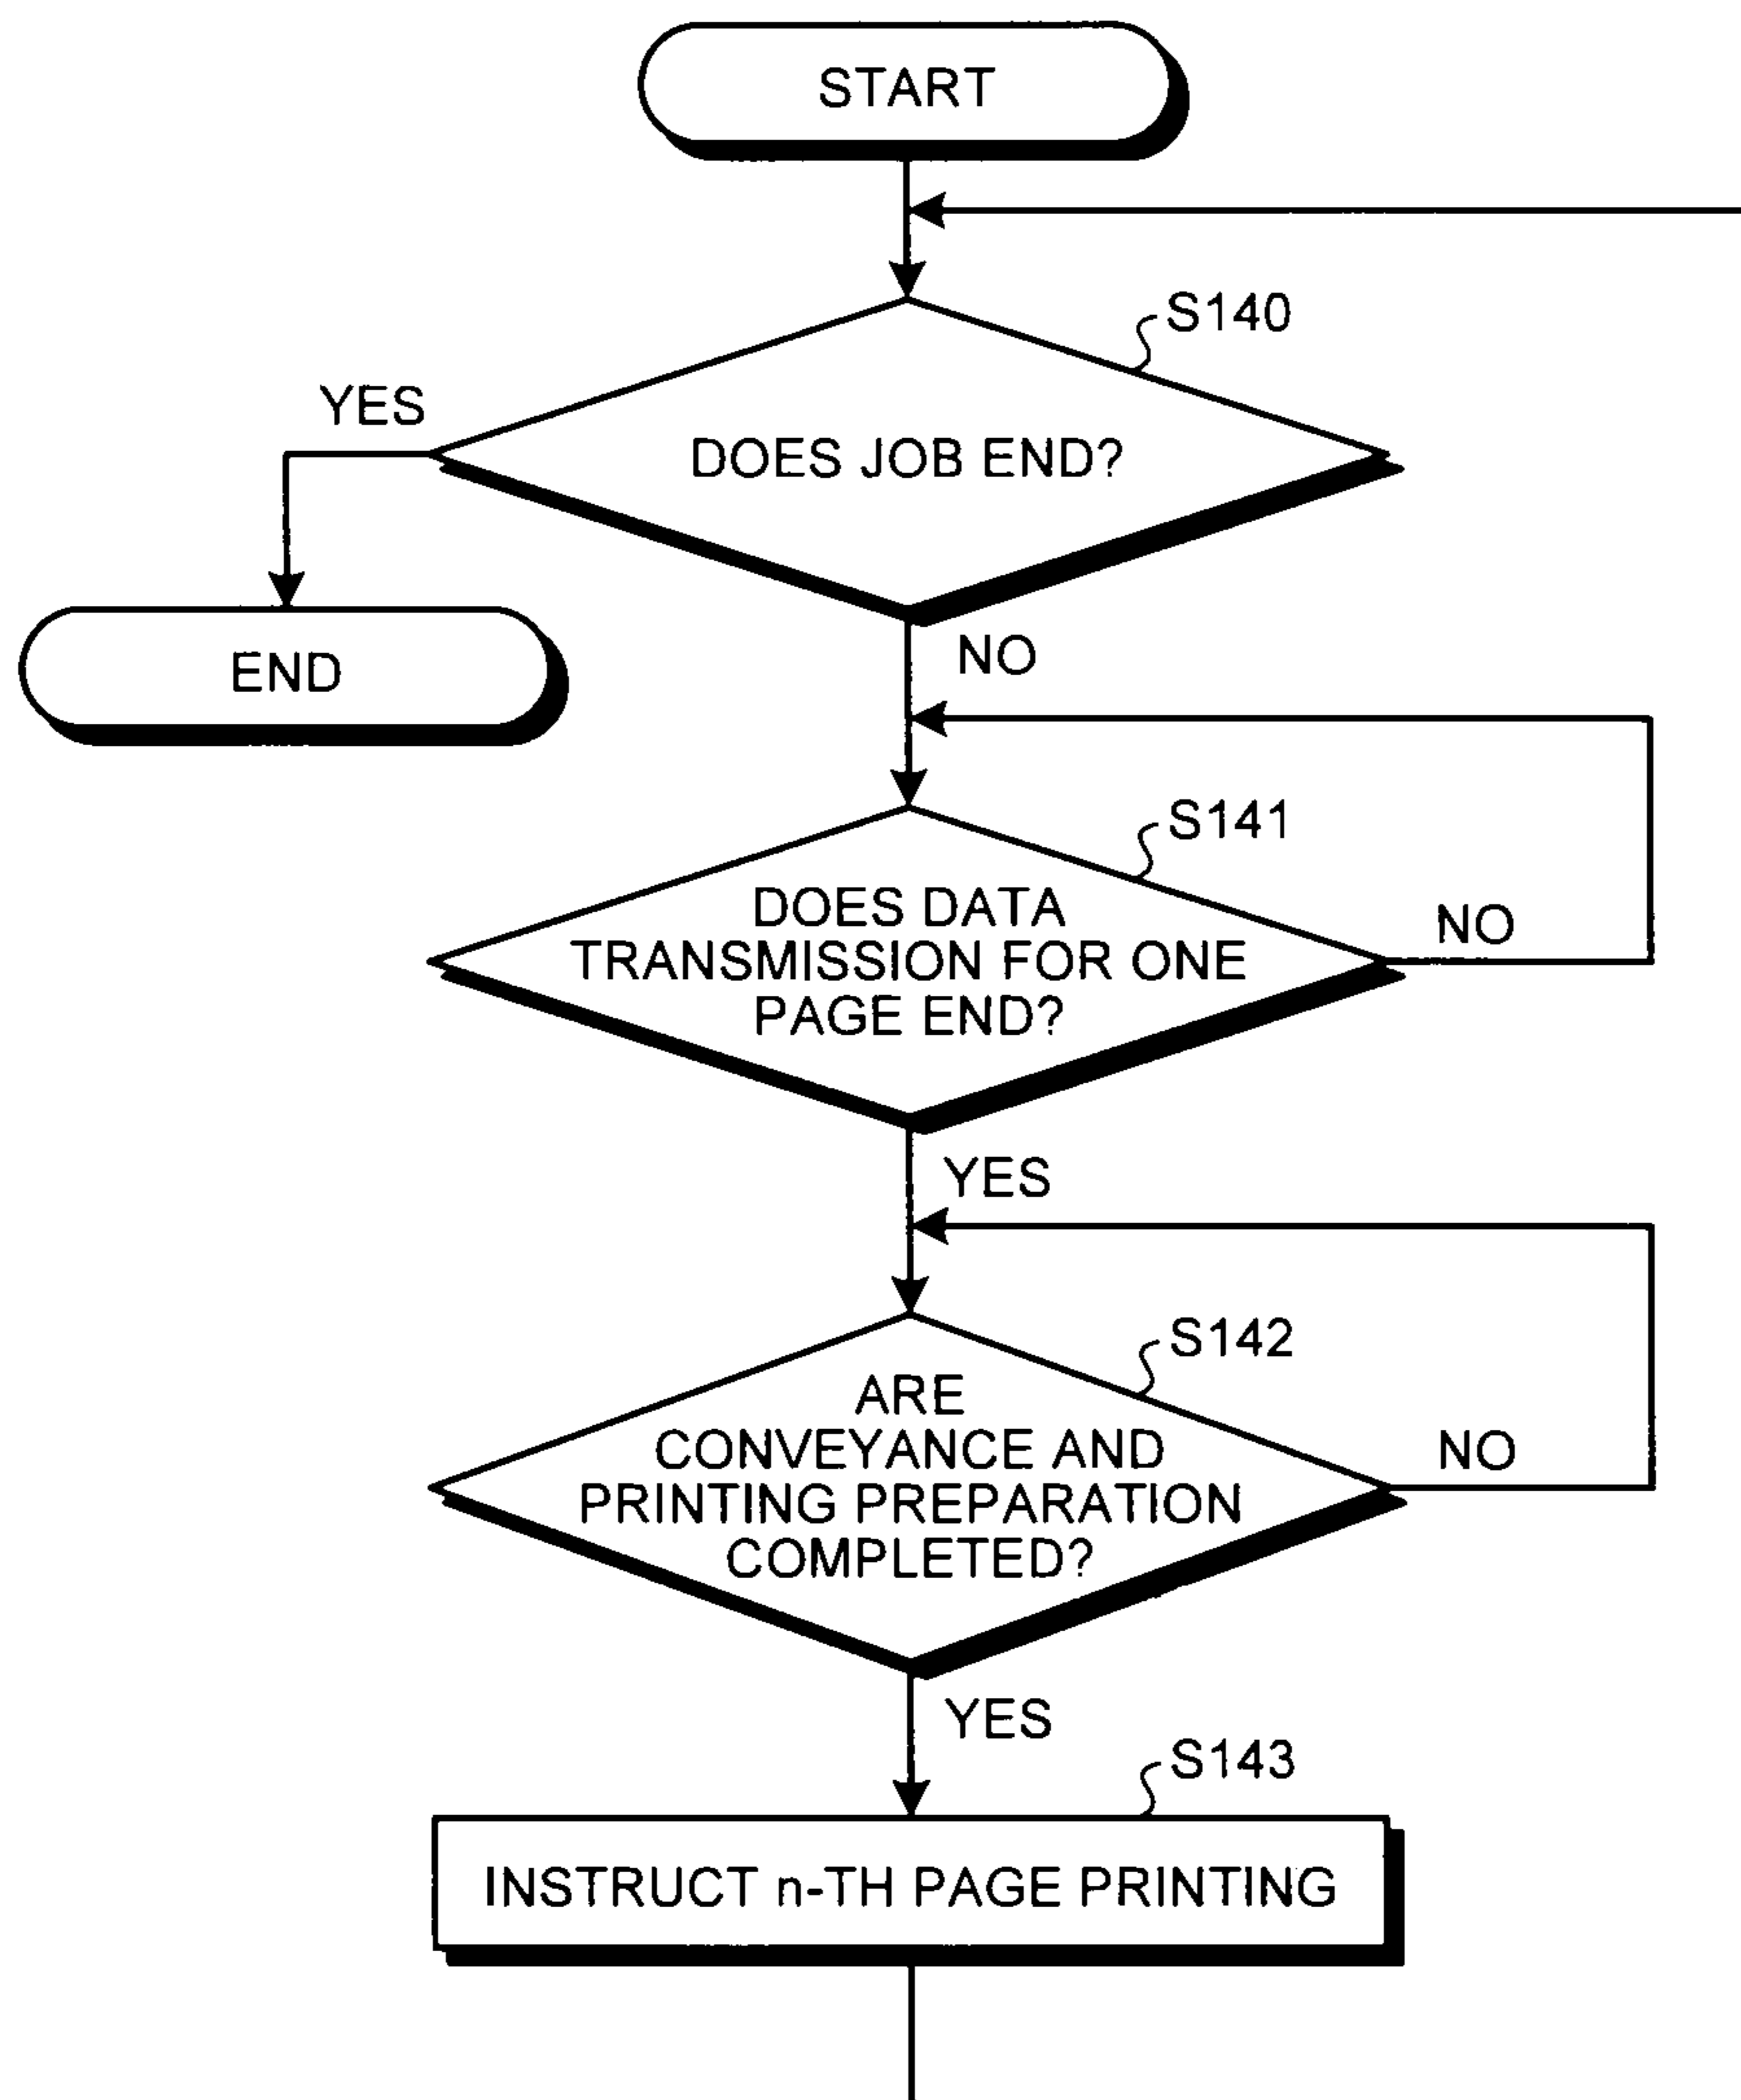 START
S140
YES
DOES JOB END?
END
NO
S141
DOES DATA
TRANSMISSION FOR ONE
PAGE END?
NO
YES
S142
ARE
CONVEYANCE AND
PRINTING PREPARATION
COMPLETED?
NO
YES
S143
INSTRUCT n-TH PAGE PRINTING